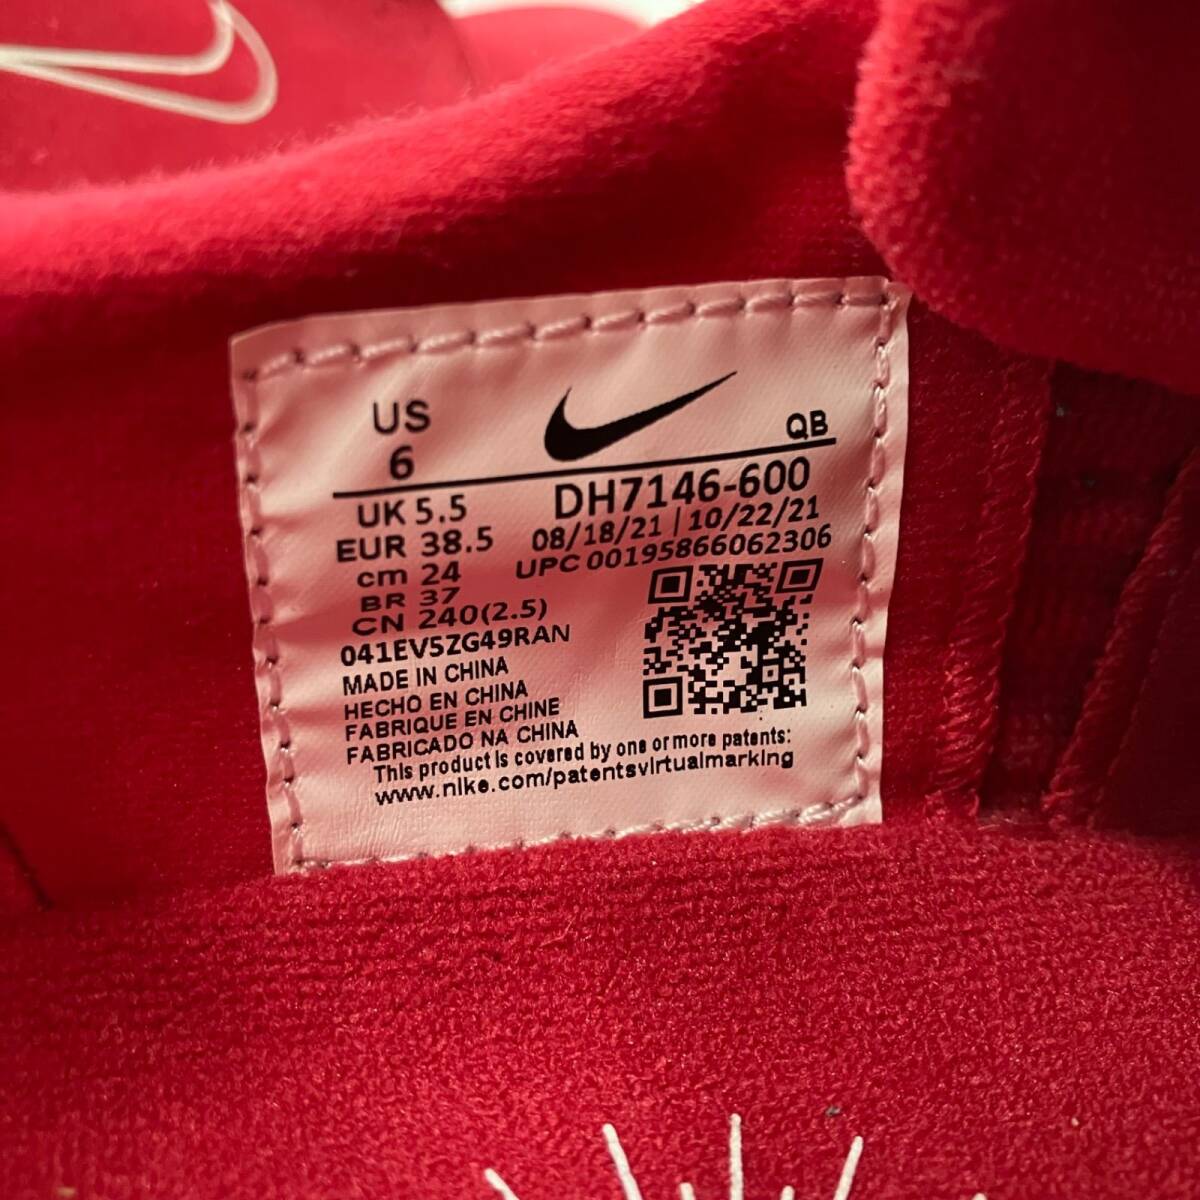 US
6
QB
UK 5.5
EUR 38.5
cm 24
BR 37
CN 240(2.5)
DH7146-600
08/18/21 | 10/22/21
UPC 00195866062306
041EV5ZG49RAN
MADE IN CHINA
HECHO EN CHINA
FABRIQUE EN CHINE
FABRICADO NA CHINA
This product is covered by one or more patents:
www.nike.com/patentsvirtualmarking